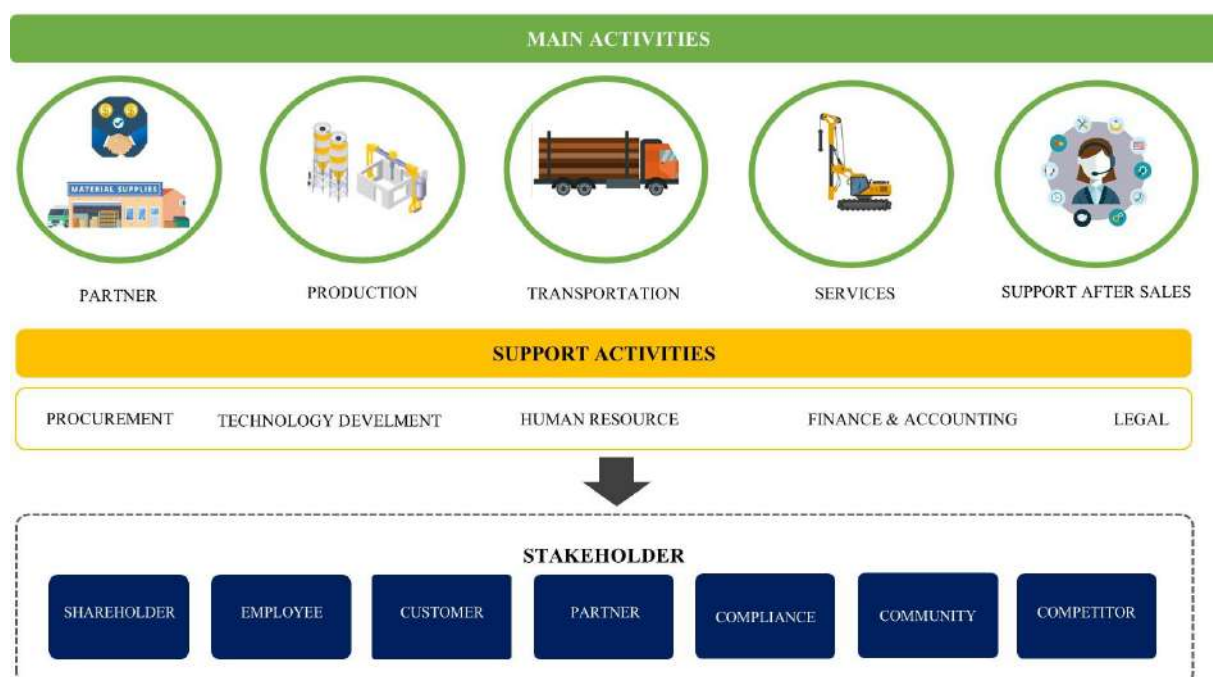 MAIN ACTIVITIES
MATERIAL SUPPLIES
PARTNER
PRODUCTION
TRANSPORTATION
SERVICES
SUPPORT AFTER SALES
SUPPORT ACTIVITIES
PROCUREMENT
TECHNOLOGY DEVELMENT
HUMAN RESOURCE
FINANCE & ACCOUNTING
LEGAL
STAKEHOLDER
SHAREHOLDER
EMPLOYEE
CUSTOMER
PARTNER
COMPLIANCE
COMMUNITY
COMPETITOR